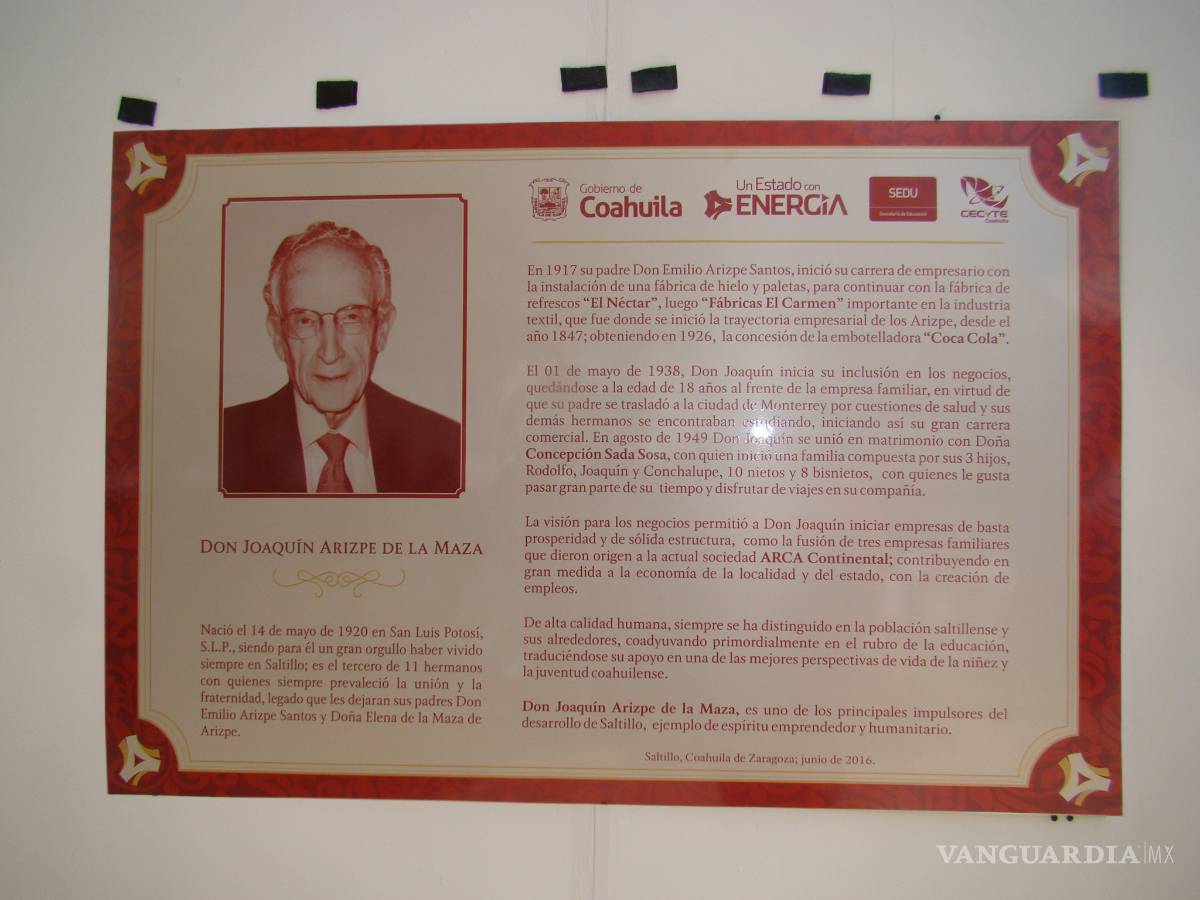 Gobierno de
Coahuila
Un Estado con
ENERGÍA
SEDU
Secretaría de Educación
CECYTE
Coahuila
DON JOAQUÍN ARIZPE DE LA MAZA
Nació el 14 de mayo de 1920 en San Luis Potosí,
S.L.P., siendo para él un gran orgullo haber vivido
siempre en Saltillo; es el tercero de 11 hermanos
con quienes siempre prevaleció la unión y la
fraternidad, legado que les dejaran sus padres Don
Emilio Arizpe Santos y Doña Elena de la Maza de
Arizpe.
En 1917 su padre Don Emilio Arizpe Santos, inició su carrera de empresario con
la instalación de una fábrica de hielo y paletas, para continuar con la fábrica de
refrescos “El Néctar”, luego “Fábricas El Carmen” importante en la industria
textil, que fue donde se inició la trayectoria empresarial de los Arizpe, desde el
año 1847; obteniendo en 1926, la concesión de la embotelladora “Coca Cola”.
El 01 de mayo de 1938, Don Joaquín inicia su inclusión en los negocios,
quedándose a la edad de 18 años al frente de la empresa familiar, en virtud de
que su padre se trasladó a la ciudad de Monterrey por cuestiones de salud y sus
demás hermanos se encontraban estudiando, iniciando así su gran carrera
comercial. En agosto de 1949 Don Joaquín se unió en matrimonio con Doña
Concepción Sada Sosa, con quien inició una familia compuesta por sus 3 hijos,
Rodolfo, Joaquín y Conchalupe, 10 nietos y 8 bisnietos, con quienes le gusta
pasar gran parte de su tiempo y disfrutar de viajes en su compañía.
La visión para los negocios permitió a Don Joaquín iniciar empresas de basta
prosperidad y de sólida estructura, como la fusión de tres empresas familiares
que dieron origen a la actual sociedad ARCA Continental; contribuyendo en
gran medida a la economía de la localidad y del estado, con la creación de
empleos.
De alta calidad humana, siempre se ha distinguido en la población saltillense y
sus alrededores, coadyuvando primordialmente en el rubro de la educación,
traduciéndose su apoyo en una de las mejores perspectivas de vida de la niñez y
la juventud coahuilense.
Don Joaquín Arizpe de la Maza, es uno de los principales impulsores del
desarrollo de Saltillo, ejemplo de espíritu emprendedor y humanitario.
Saltillo, Coahuila de Zaragoza; junio de 2016.
VANGUARDIA|MX